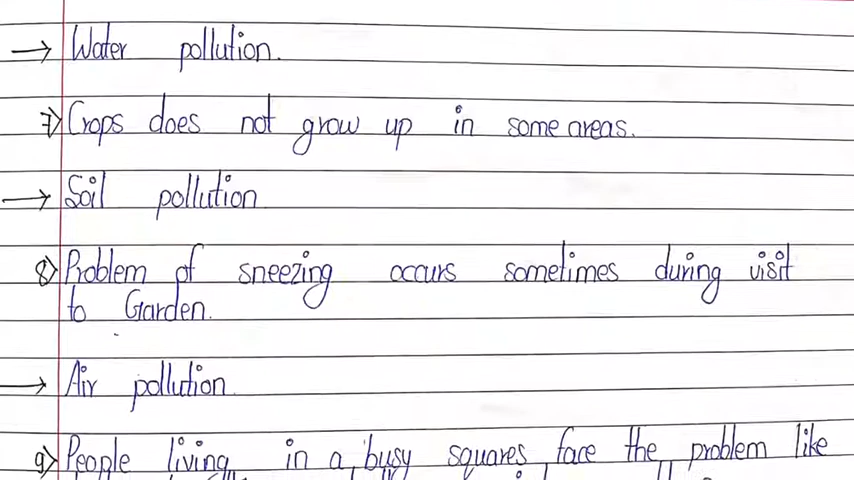 → Water pollution.
7) Crops does not grow up in some areas.
→ Soil pollution
8) Problem of sneezing occurs sometimes during visit
to Garden.
→ Air pollution
9) People living in a busy squares face the problem like